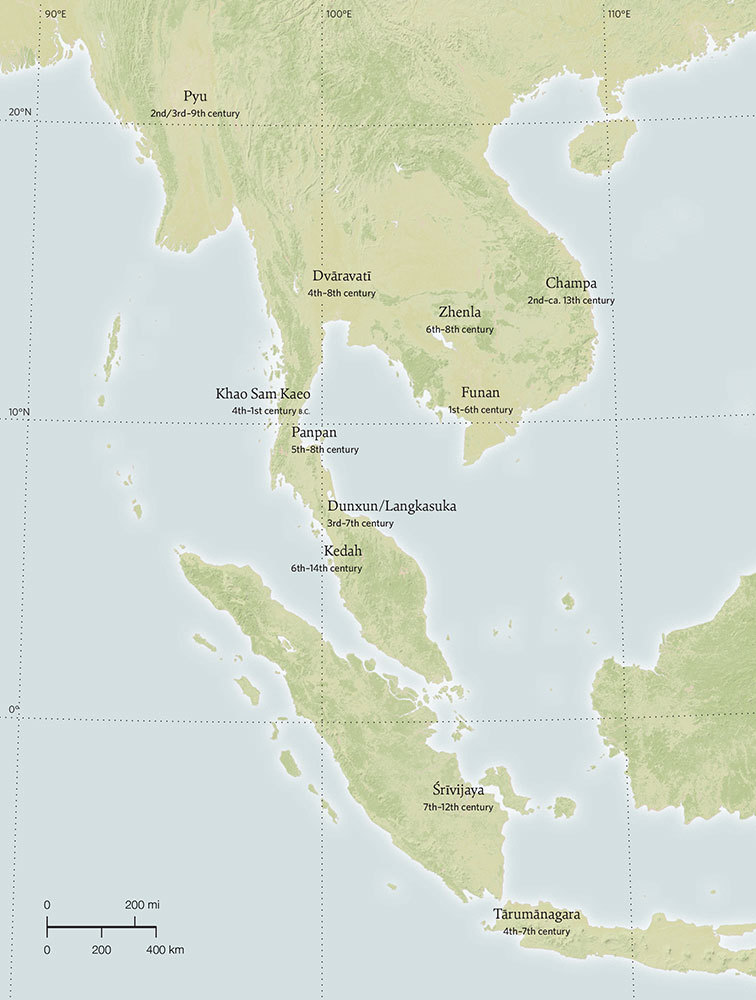 90°E
100°E
110°E
20°N
Pyu
2nd/3rd–9th century
Dvāravatī
4th–8th century
Champa
2nd–ca. 13th century
Zhenla
6th–8th century
Khao Sam Kaeo
4th–1st century B.C.
Funan
1st–6th century
10°N
Panpan
5th–8th century
Dunxun/Langkasuka
3rd–7th century
Kedah
6th–14th century
0°
Śrīvijaya
7th–12th century
Tārumānagara
4th–7th century
0 200 mi
0 200 400 km